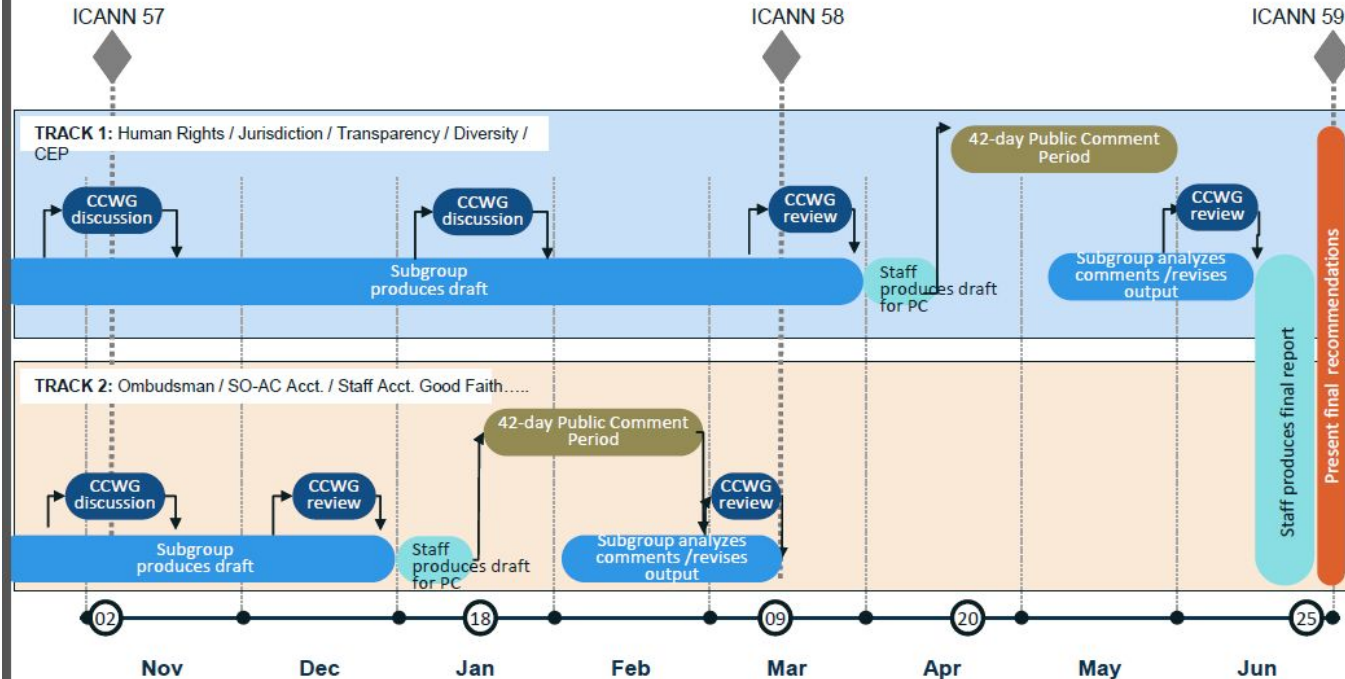 ICANN 57
ICANN 58
ICANN 59
TRACK 1: Human Rights / Jurisdiction / Transparency / Diversity /
CEP
42-day Public Comment
Period
CCWG
discussion
CCWG
discussion
CCWG
review
CCWG
review
Subgroup
produces draft
Staff
produces draft
for PC
Subgroup analyzes
comments /revises
output
TRACK 2: Ombudsman / SO-AC Acct. / Staff Acct. Good Faith…..
42-day Public Comment
Period
CCWG
discussion
CCWG
review
CCWG
review
Subgroup
produces draft
Staff
produces draft
for PC
Subgroup analyzes
comments /revises
output
Staff produces final report
Present final recommendations
02
18
09
20
25
Nov
Dec
Jan
Feb
Mar
Apr
May
Jun